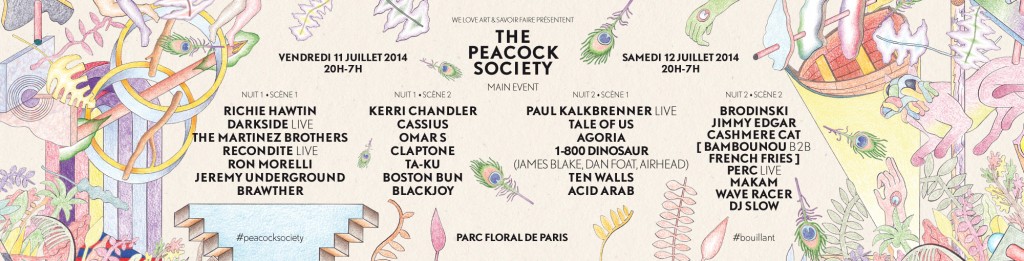 WE LOVE ART & SAVOIR FAIRE PRÉSENTENT
THE
PEACOCK
SOCIETY
MAIN EVENT
VENDREDI 11 JUILLET 2014
20H-7H
SAMEDI 12 JUILLET 2014
20H-7H
NUIT 1 • SCÈNE 1
RICHIE HAWTIN
DARKSIDE LIVE
THE MARTINEZ BROTHERS
RECONDITE LIVE
RON MORELLI
JEREMY UNDERGROUND
BRAWTHER
NUIT 1 • SCÈNE 2
KERRI CHANDLER
CASSIUS
OMAR S
CLAPTONE
TA-KU
BOSTON BUN
BLACKJOY
NUIT 2 • SCÈNE 1
PAUL KALKBRENNER LIVE
TALE OF US
AGORIA
1-800 DINOSAUR
(JAMES BLAKE, DAN FOAT, AIRHEAD)
TEN WALLS
ACID ARAB
NUIT 2 • SCÈNE 2
BRODINSKI
JIMMY EDGAR
CASHMERE CAT
[ BAMBOUNOU B2B
FRENCH FRIES ]
PERC LIVE
MAKAM
WAVE RACER
DJ SLOW
#peacocksociety
PARC FLORAL DE PARIS
#bouillant